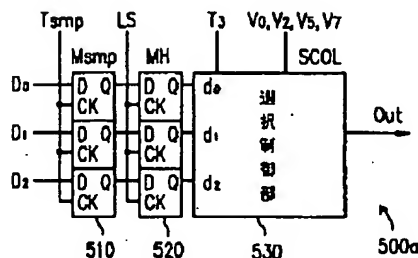 Tsmp LS T3 V0, V2, V5, V7
Msmp MH SCOL
D0 D Q D Q d0
CK CK
D1 D Q D Q d1 Out
CK CK
D2 D Q D Q d2
CK CK
選択制御部
510 520 530 500a